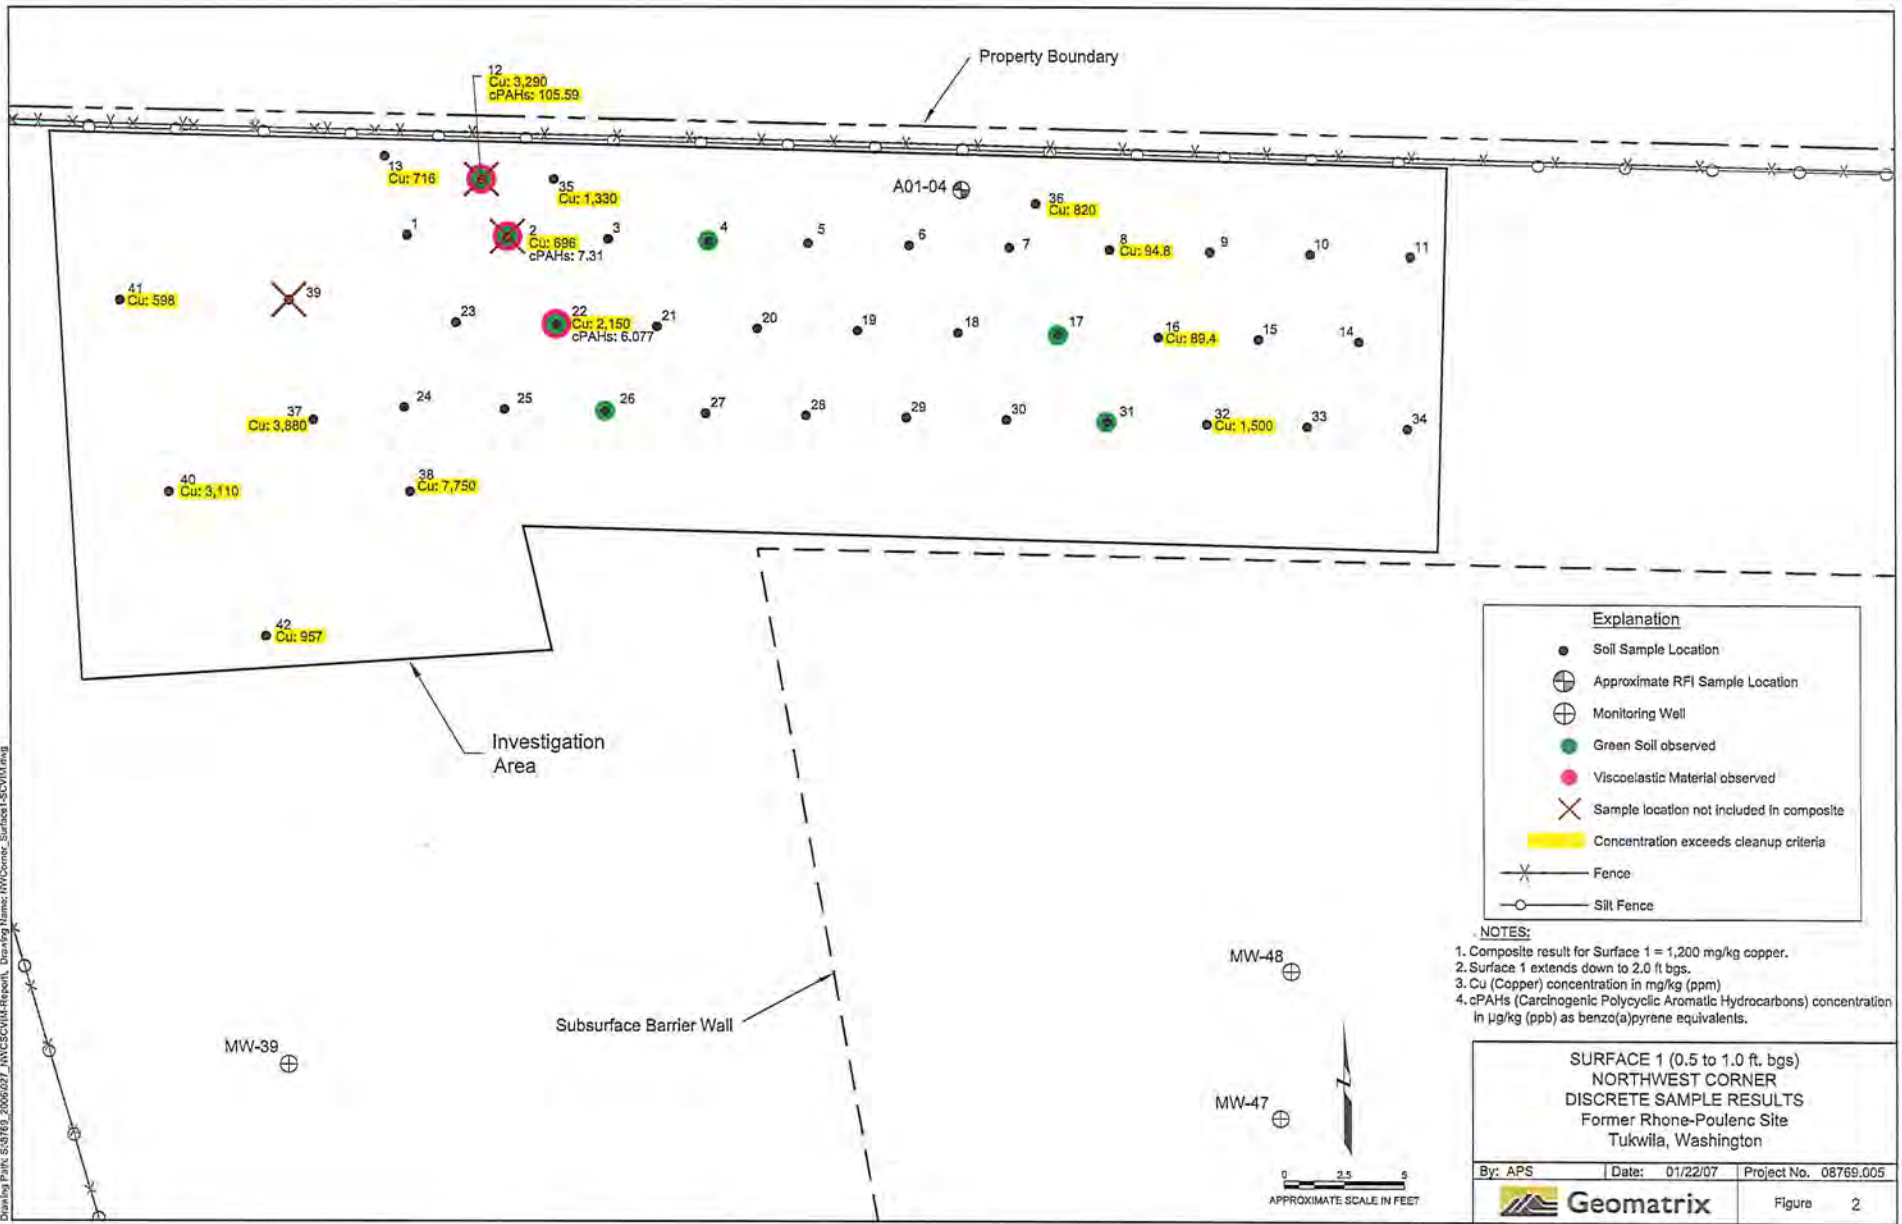 Property Boundary
12
Cu: 3,290
cPAHs: 105.59
13
Cu: 716
35
Cu: 1,330
A01-04
36
Cu: 820
1
2
Cu: 696
cPAHs: 7.31
3
4
5
6
7
8
Cu: 94.8
9
10
11
41
Cu: 598
39
23
22
Cu: 2,150
cPAHs: 6.077
21
20
19
18
17
16
Cu: 89.4
15
14
37
Cu: 3,880
24
25
26
27
28
29
30
31
32
Cu: 1,500
33
34
40
Cu: 3,110
38
Cu: 7,750
42
Cu: 957
Investigation
Area
Subsurface Barrier Wall
MW-39
MW-48
MW-47
Explanation
Soil Sample Location
Approximate RFI Sample Location
Monitoring Well
Green Soil observed
Viscoelastic Material observed
Sample location not included in composite
Concentration exceeds cleanup criteria
Fence
Silt Fence
NOTES:
1. Composite result for Surface 1 = 1,200 mg/kg copper.
2. Surface 1 extends down to 2.0 ft bgs.
3. Cu (Copper) concentration in mg/kg (ppm)
4. cPAHs (Carcinogenic Polycyclic Aromatic Hydrocarbons) concentration
in µg/kg (ppb) as benzo(a)pyrene equivalents.
0 2.5 5
APPROXIMATE SCALE IN FEET
SURFACE 1 (0.5 to 1.0 ft. bgs)
NORTHWEST CORNER
DISCRETE SAMPLE RESULTS
Former Rhone-Poulenc Site
Tukwila, Washington
By: APS Date: 01/22/07 Project No. 08769.005
Geomatrix Figure 2
Drawing Path: Drawing Name: